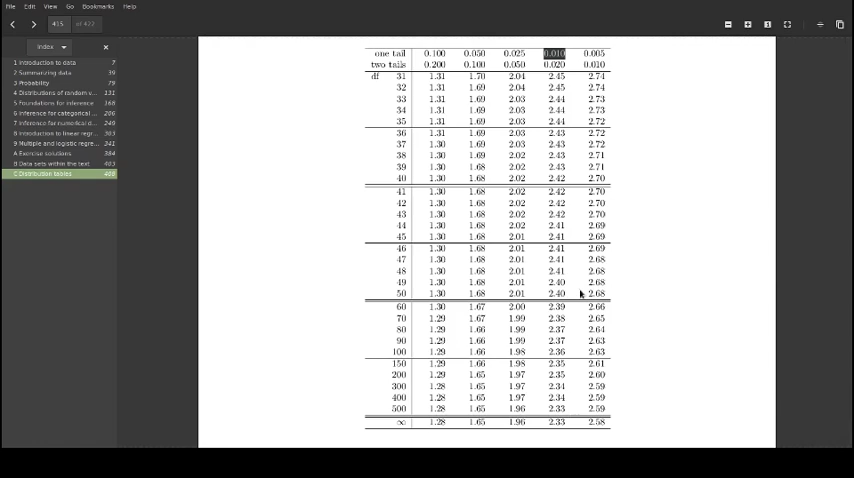 File Edit View Go Bookmarks Help
415 of 422
Index
1 Introduction to data 7
2 Summarizing data 39
3 Probability 79
4 Distributions of random v... 131
5 Foundations for inference 168
6 Inference for categorical ... 206
7 Inference for numerical d... 249
8 Introduction to linear regr... 303
9 Multiple and logistic regre... 341
A Exercise solutions 384
B Data sets within the text 403
C Distribution tables 408
one tail 0.100 0.050 0.025 0.010 0.005
two tails 0.200 0.100 0.050 0.020 0.010
df 31 1.31 1.70 2.04 2.45 2.74
32 1.31 1.69 2.04 2.45 2.74
33 1.31 1.69 2.03 2.44 2.73
34 1.31 1.69 2.03 2.44 2.73
35 1.31 1.69 2.03 2.44 2.72
36 1.31 1.69 2.03 2.43 2.72
37 1.30 1.69 2.03 2.43 2.72
38 1.30 1.69 2.02 2.43 2.71
39 1.30 1.68 2.02 2.43 2.71
40 1.30 1.68 2.02 2.42 2.70
41 1.30 1.68 2.02 2.42 2.70
42 1.30 1.68 2.02 2.42 2.70
43 1.30 1.68 2.02 2.42 2.70
44 1.30 1.68 2.02 2.41 2.69
45 1.30 1.68 2.01 2.41 2.69
46 1.30 1.68 2.01 2.41 2.69
47 1.30 1.68 2.01 2.41 2.68
48 1.30 1.68 2.01 2.41 2.68
49 1.30 1.68 2.01 2.40 2.68
50 1.30 1.68 2.01 2.40 2.68
60 1.30 1.67 2.00 2.39 2.66
70 1.29 1.67 1.99 2.38 2.65
80 1.29 1.66 1.99 2.37 2.64
90 1.29 1.66 1.99 2.37 2.63
100 1.29 1.66 1.98 2.36 2.63
150 1.29 1.66 1.98 2.35 2.61
200 1.29 1.65 1.97 2.35 2.60
300 1.28 1.65 1.97 2.34 2.59
400 1.28 1.65 1.97 2.34 2.59
500 1.28 1.65 1.96 2.33 2.59
∞ 1.28 1.65 1.96 2.33 2.58